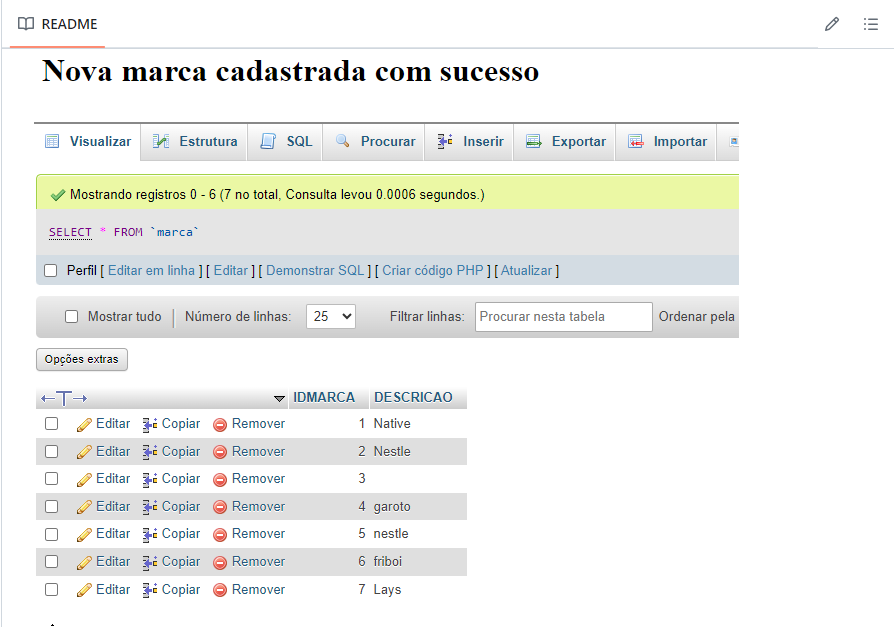 README
Nova marca cadastrada com sucesso
Visualizar Estrutura SQL Procurar Inserir Exportar Importar
Mostrando registros 0 - 6 (7 no total, Consulta levou 0.0006 segundos.)
SELECT * FROM `marca`
Perfil [ Editar em linha ] [ Editar ] [ Demonstrar SQL ] [ Criar código PHP ] [ Atualizar ]
Mostrar tudo Número de linhas: 25 Filtrar linhas: Procurar nesta tabela Ordenar pela
Opções extras
←T→ IDMARCA DESCRICAO
Editar Copiar Remover 1 Native
Editar Copiar Remover 2 Nestle
Editar Copiar Remover 3
Editar Copiar Remover 4 garoto
Editar Copiar Remover 5 nestle
Editar Copiar Remover 6 friboi
Editar Copiar Remover 7 Lays